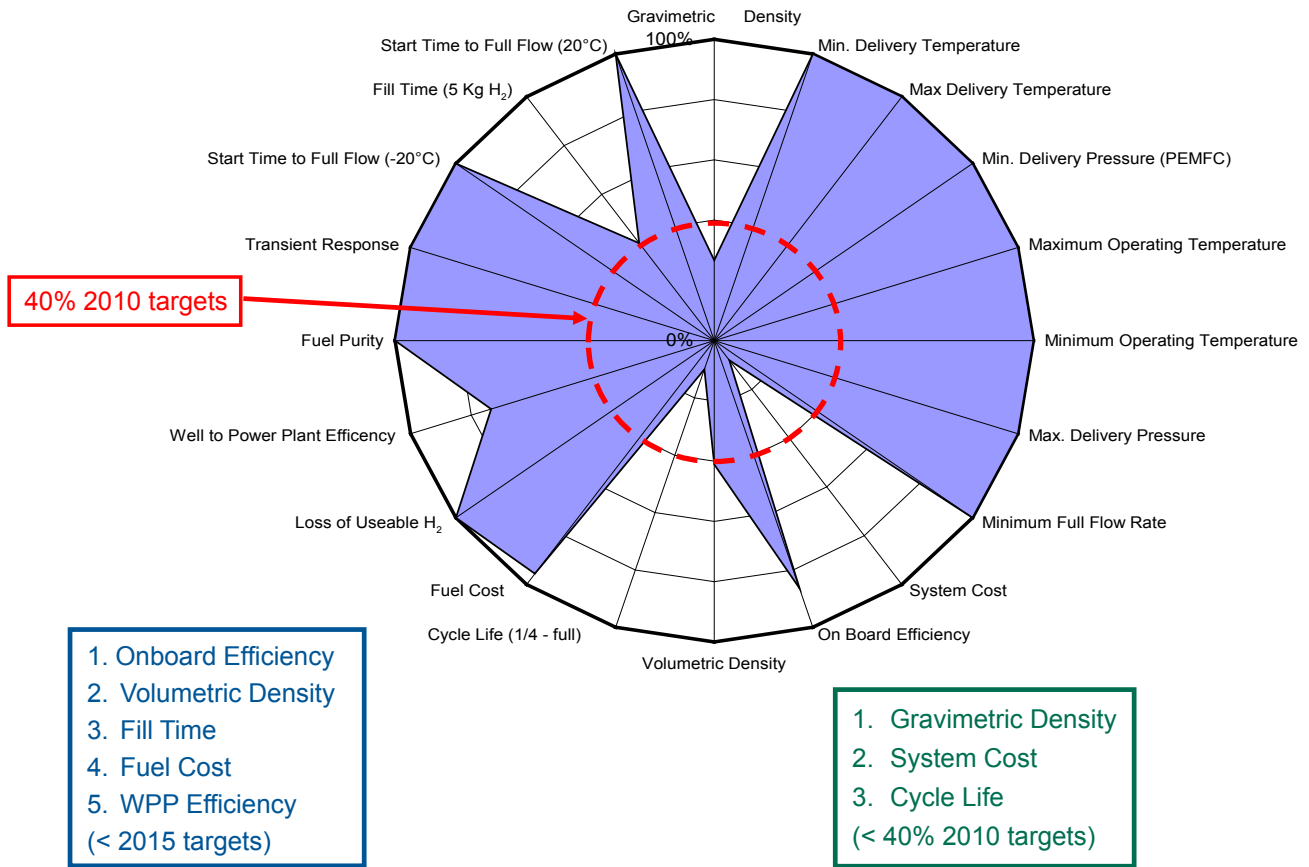 Gravimetric Density
100%
Start Time to Full Flow (20°C)
Min. Delivery Temperature
Fill Time (5 Kg H₂)
Max Delivery Temperature
Start Time to Full Flow (-20°C)
Min. Delivery Pressure (PEMFC)
Transient Response
Maximum Operating Temperature
40% 2010 targets
Fuel Purity
0%
Minimum Operating Temperature
Well to Power Plant Efficency
Max. Delivery Pressure
Loss of Useable H₂
Minimum Full Flow Rate
Fuel Cost
System Cost
Cycle Life (1/4 - full)
On Board Efficiency
Volumetric Density
1. Onboard Efficiency
2. Volumetric Density
3. Fill Time
4. Fuel Cost
5. WPP Efficiency
(< 2015 targets)
1. Gravimetric Density
2. System Cost
3. Cycle Life
(< 40% 2010 targets)